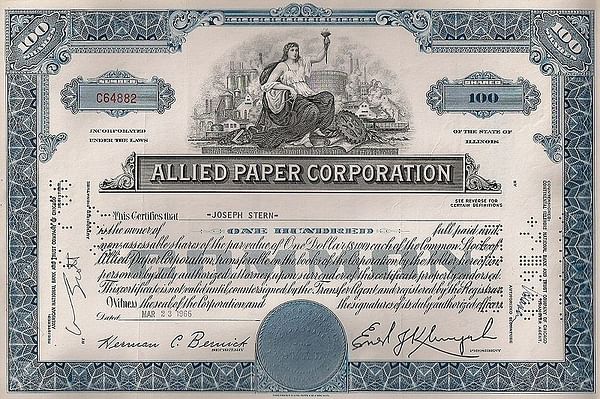 100
100
NUMBER
SHARES
C64882
100
INCORPORATED
UNDER THE LAWS
OF THE STATE OF
ILLINOIS
ALLIED PAPER CORPORATION
SEE REVERSE FOR
CERTAIN DEFINITIONS
This Certifies that -JOSEPH STERN-
is the owner of ONE HUNDRED full paid and
non-assessable shares of the par value of One Dollar $1.00 each of the Common Stock of
Allied Paper Corporation, transferable on the books of the Corporation by the holder hereof in
person or by duly authorized attorney upon surrender of this certificate properly endorsed.
This certificate is not valid until countersigned by the Transfer Agent and registered by the Registrar.
Witness the seal of the Corporation and the signatures of its duly authorized officers.
Dated MAR 23 1966
Herman C. Bernick
SECRETARY
PRESIDENT